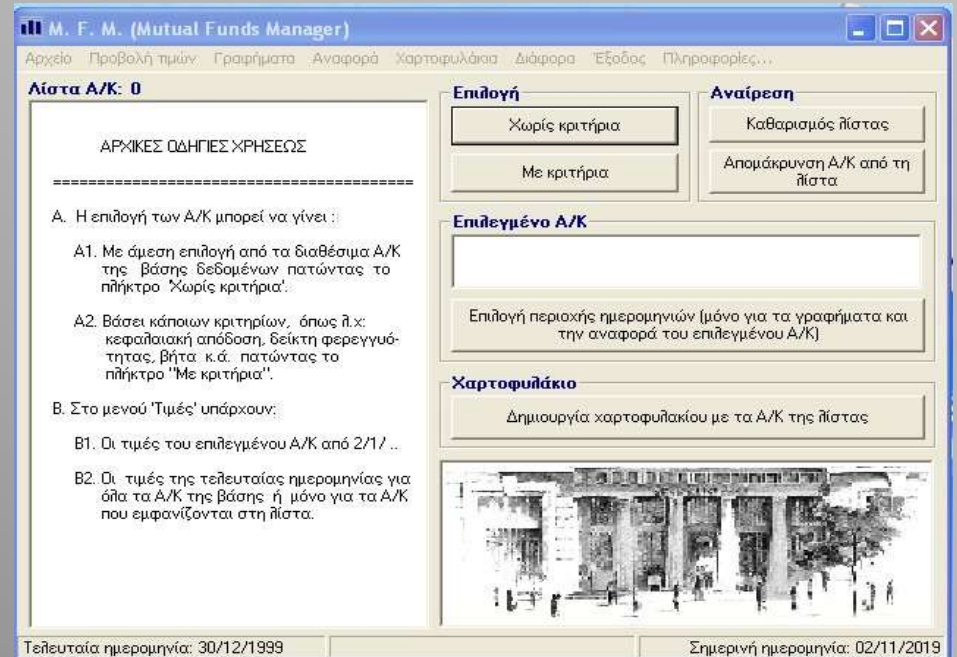 M. F. M. (Mutual Funds Manager)
Αρχείο Προβολή τιμών Γραφήματα Αναφορά Χαρτοφυλάκια Διάφορα Έξοδος Πληροφορίες...
Λίστα Α/Κ: 0
ΑΡΧΙΚΕΣ ΟΔΗΓΙΕΣ ΧΡΗΣΕΩΣ
=========================================
Α. Η επιλογή των Α/Κ μπορεί να γίνει :
Α1. Με άμεση επιλογή από τα διαθέσιμα Α/Κ
της βάσης δεδομένων πατώντας το
πλήκτρο 'Χωρίς κριτήρια'.
Α2. Βάσει κάποιων κριτηρίων, όπως λ.χ:
κεφαλαιακή απόδοση, δείκτη φερεγγυό-
τητας, βήτα κ.ά. πατώντας το
πλήκτρο "Με κριτήρια".
Β. Στο μενού 'Τιμές' υπάρχουν:
Β1. Οι τιμές του επιλεγμένου Α/Κ από 2/1/ ..
Β2. Οι τιμές της τελευταίας ημερομηνίας για
όλα τα Α/Κ της βάσης ή μόνο για τα Α/Κ
που εμφανίζονται στη λίστα.
Επιλογή
Χωρίς κριτήρια
Με κριτήρια
Αναίρεση
Καθαρισμός λίστας
Απομάκρυνση Α/Κ από τη
λίστα
Επιλεγμένο Α/Κ
Επιλογή περιοχής ημερομηνιών (μόνο για τα γραφήματα και
την αναφορά του επιλεγμένου Α/Κ)
Χαρτοφυλάκιο
Δημιουργία χαρτοφυλακίου με τα Α/Κ της λίστας
Τελευταία ημερομηνία: 30/12/1999
Σημερινή ημερομηνία: 02/11/2019